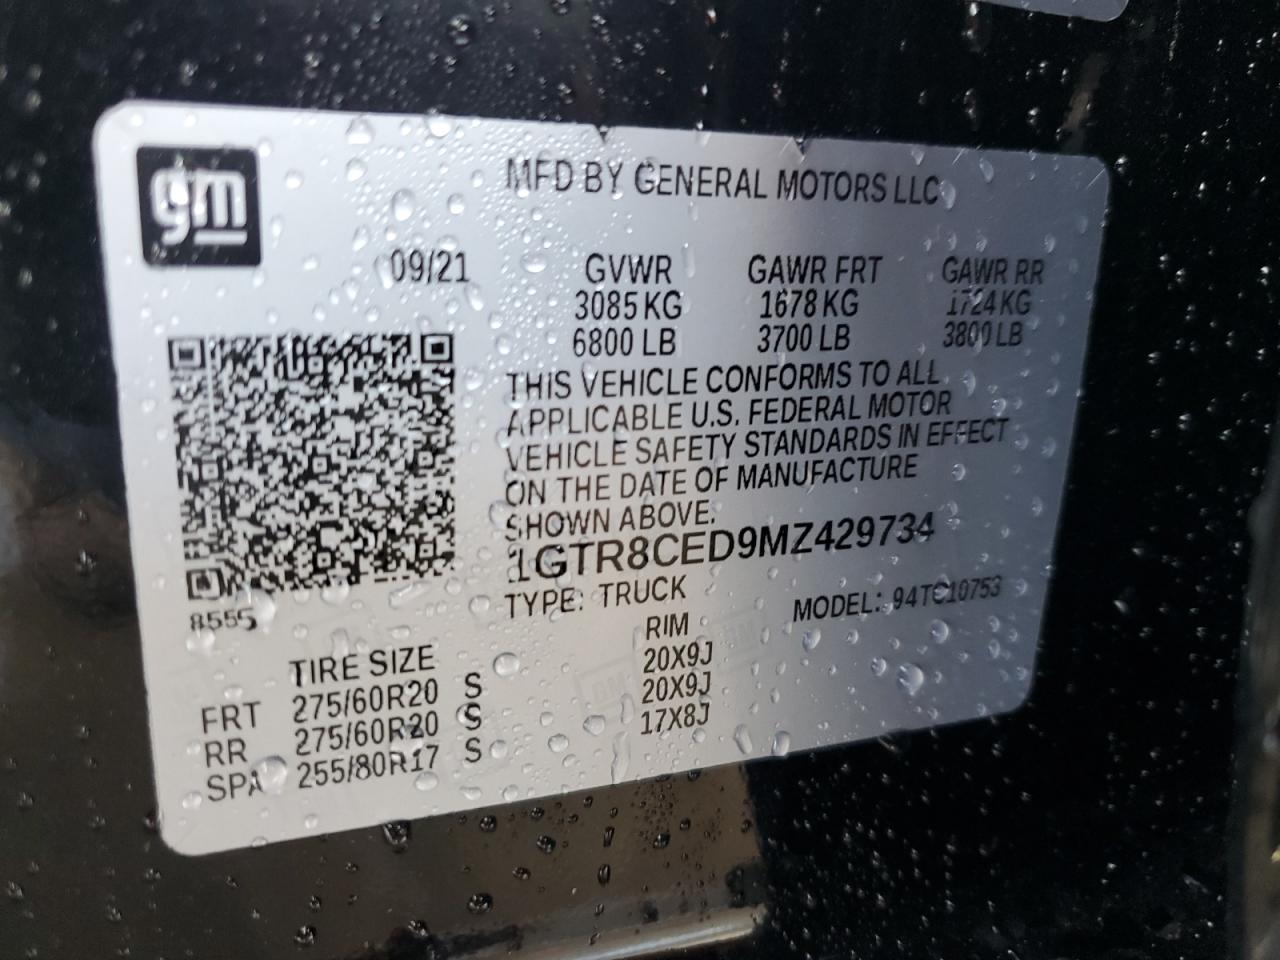 gm
MFD BY GENERAL MOTORS LLC
09/21 GVWR GAWR FRT GAWR RR
3085 KG 1678 KG 1724 KG
6800 LB 3700 LB 3800 LB
THIS VEHICLE CONFORMS TO ALL
APPLICABLE U.S. FEDERAL MOTOR
VEHICLE SAFETY STANDARDS IN EFFECT
ON THE DATE OF MANUFACTURE
SHOWN ABOVE.
1GTR8CED9MZ429734
8555
TYPE: TRUCK MODEL: 94TC10753
TIRE SIZE RIM
FRT 275/60R20 S 20X9J
RR 275/60R20 S 20X9J
SPA 255/80R17 S 17X8J